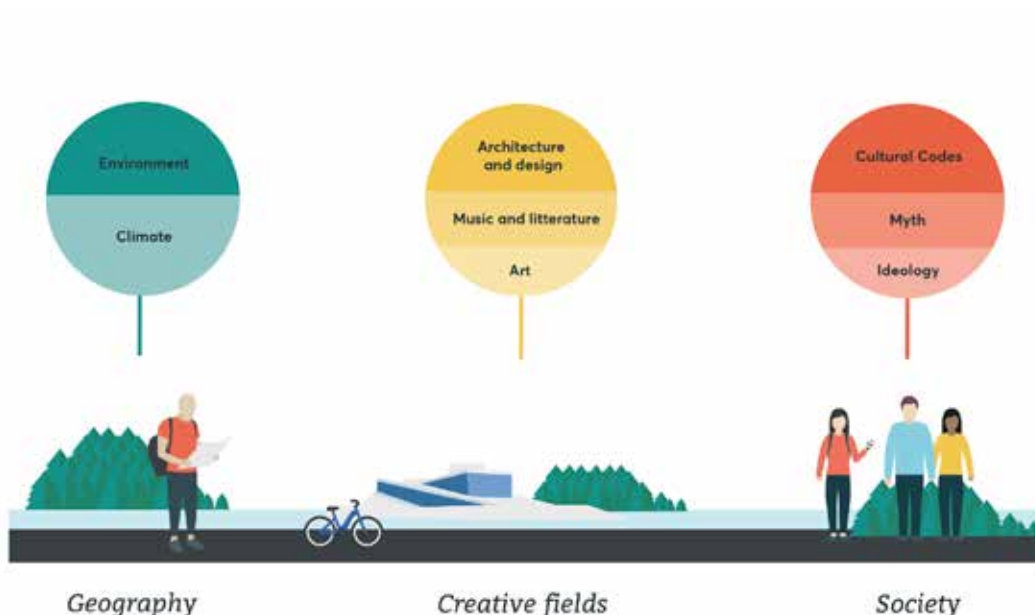 Environment
Climate
Architecture
and design
Music and litterature
Art
Cultural Codes
Myth
Ideology
Geography
Creative fields
Society